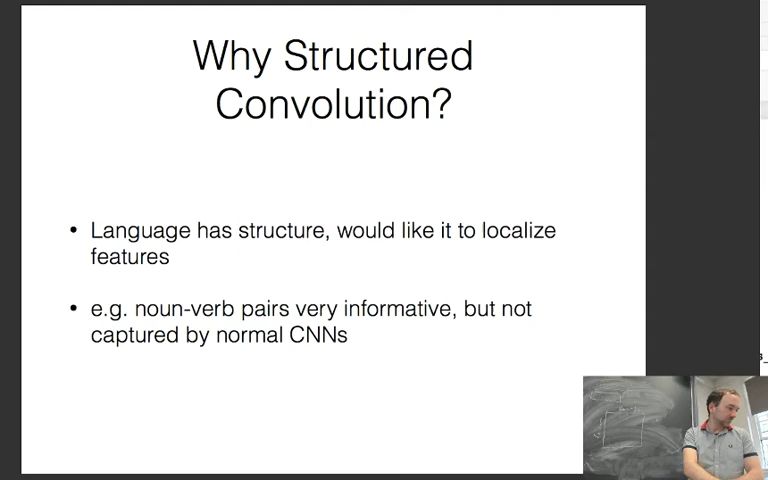 Why Structured
Convolution?
• Language has structure, would like it to localize
features
• e.g. noun-verb pairs very informative, but not
captured by normal CNNs